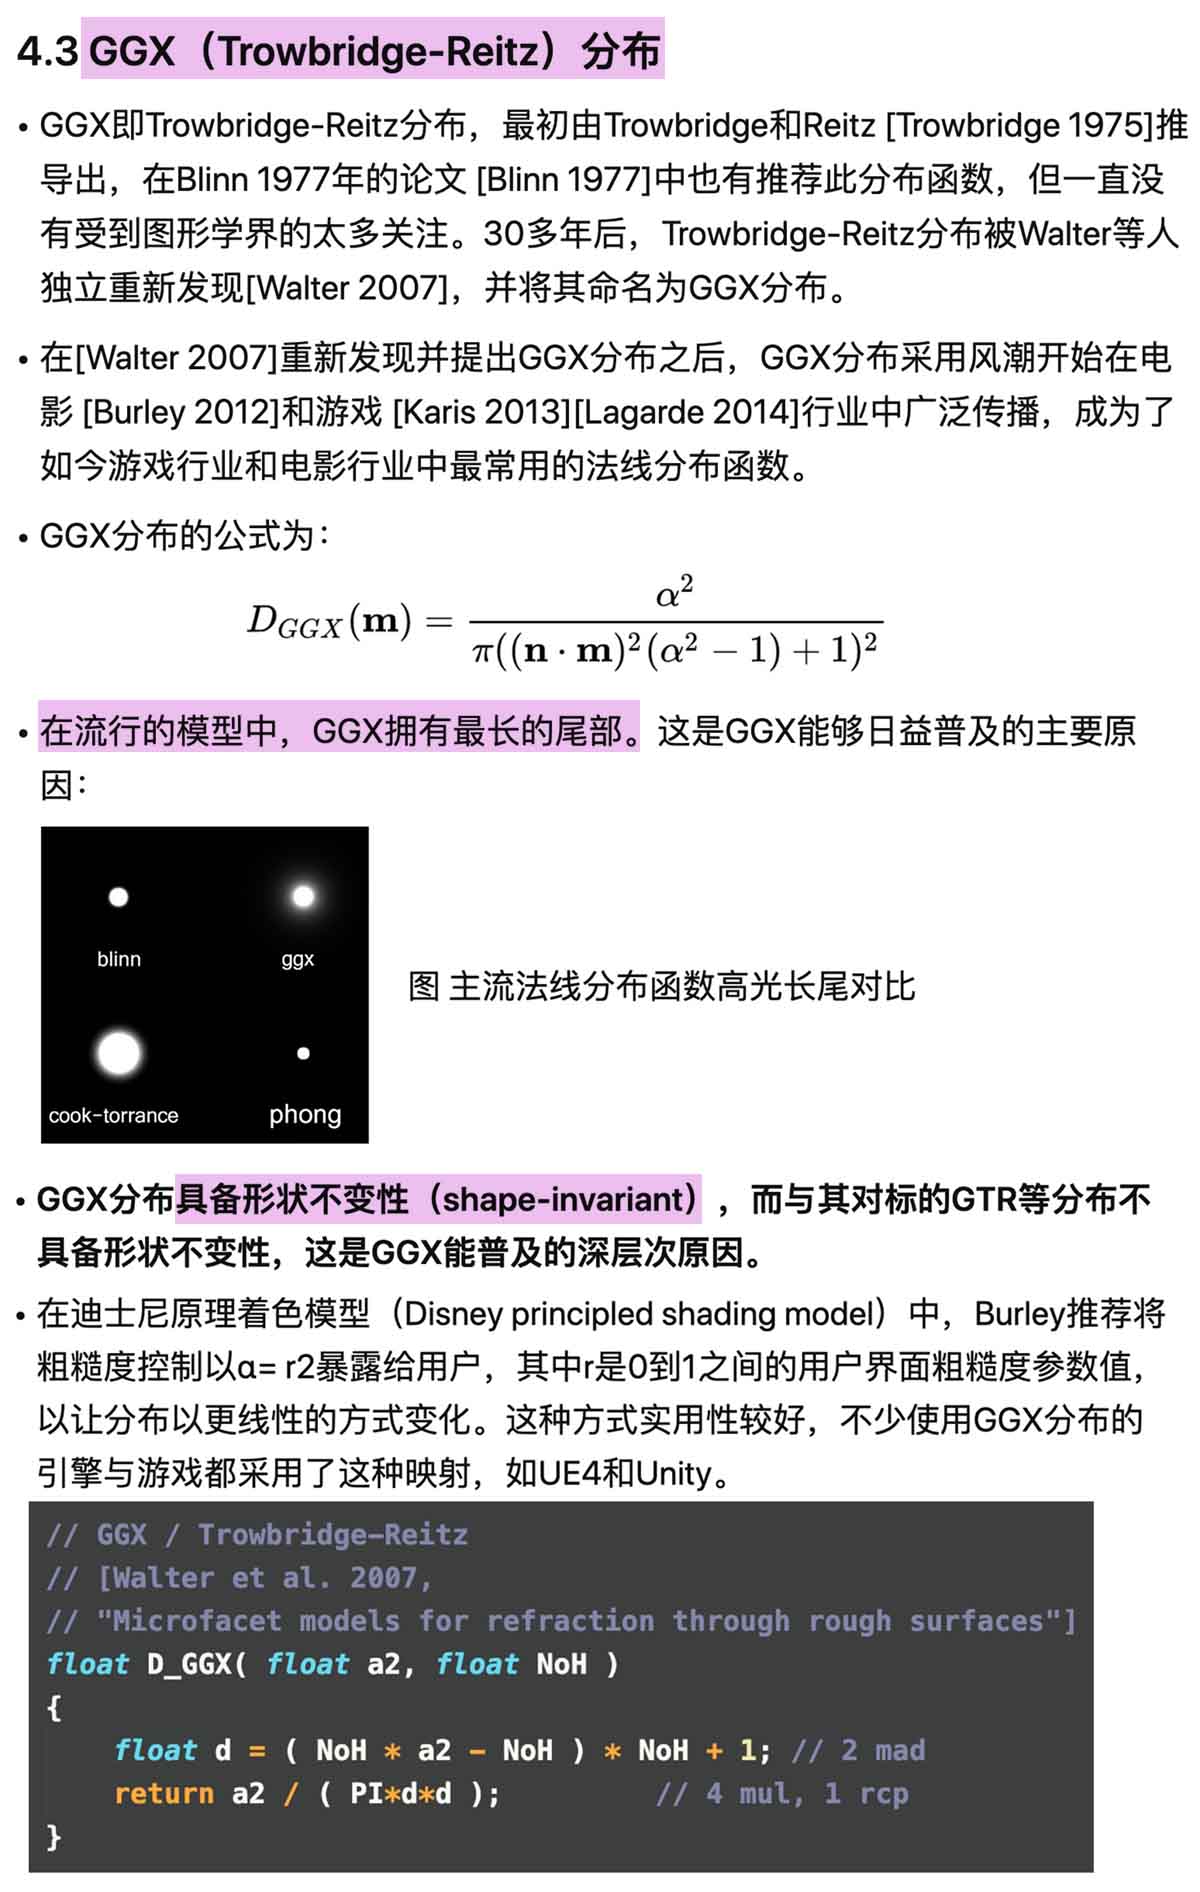 4.3 GGX（Trowbridge-Reitz）分布
• GGX即Trowbridge-Reitz分布，最初由Trowbridge和Reitz [Trowbridge 1975]推
导出，在Blinn 1977年的论文 [Blinn 1977]中也有推荐此分布函数，但一直没
有受到图形学界的太多关注。30多年后，Trowbridge-Reitz分布被Walter等人
独立重新发现[Walter 2007]，并将其命名为GGX分布。
• 在[Walter 2007]重新发现并提出GGX分布之后，GGX分布采用风潮开始在电
影 [Burley 2012]和游戏 [Karis 2013][Lagarde 2014]行业中广泛传播，成为了
如今游戏行业和电影行业中最常用的法线分布函数。
• GGX分布的公式为：
D_{GGX}(m) = α² / π((n · m)²(α² − 1) + 1)²
• 在流行的模型中，GGX拥有最长的尾部。这是GGX能够日益普及的主要原
因：
blinn
ggx
cook-torrance
phong
图 主流法线分布函数高光长尾对比
• GGX分布具备形状不变性（shape-invariant），而与其对标的GTR等分布不
具备形状不变性，这是GGX能普及的深层次原因。
• 在迪士尼原理着色模型（Disney principled shading model）中，Burley推荐将
粗糙度控制以α= r2暴露给用户，其中r是0到1之间的用户界面粗糙度参数值，
以让分布以更线性的方式变化。这种方式实用性较好，不少使用GGX分布的
引擎与游戏都采用了这种映射，如UE4和Unity。
// GGX / Trowbridge-Reitz
// [Walter et al. 2007,
// "Microfacet models for refraction through rough surfaces"]
float D_GGX( float a2, float NoH )
{
float d = ( NoH * a2 - NoH ) * NoH + 1; // 2 mad
return a2 / ( PI*d*d ); // 4 mul, 1 rcp
}